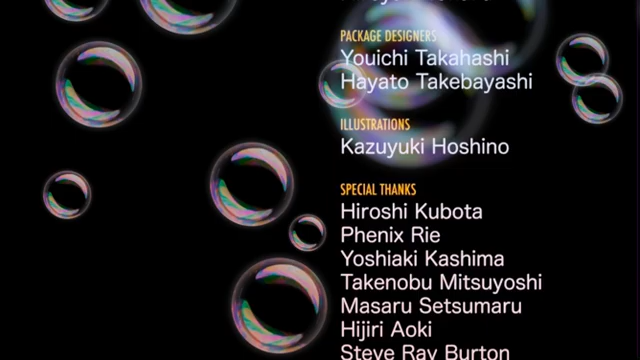 PACKAGE DESIGNERS
Youichi Takahashi
Hayato Takebayashi
ILLUSTRATIONS
Kazuyuki Hoshino
SPECIAL THANKS
Hiroshi Kubota
Phenix Rie
Yoshiaki Kashima
Takenobu Mitsuyoshi
Masaru Setsumaru
Hijiri Aoki
Steve Ray Burton